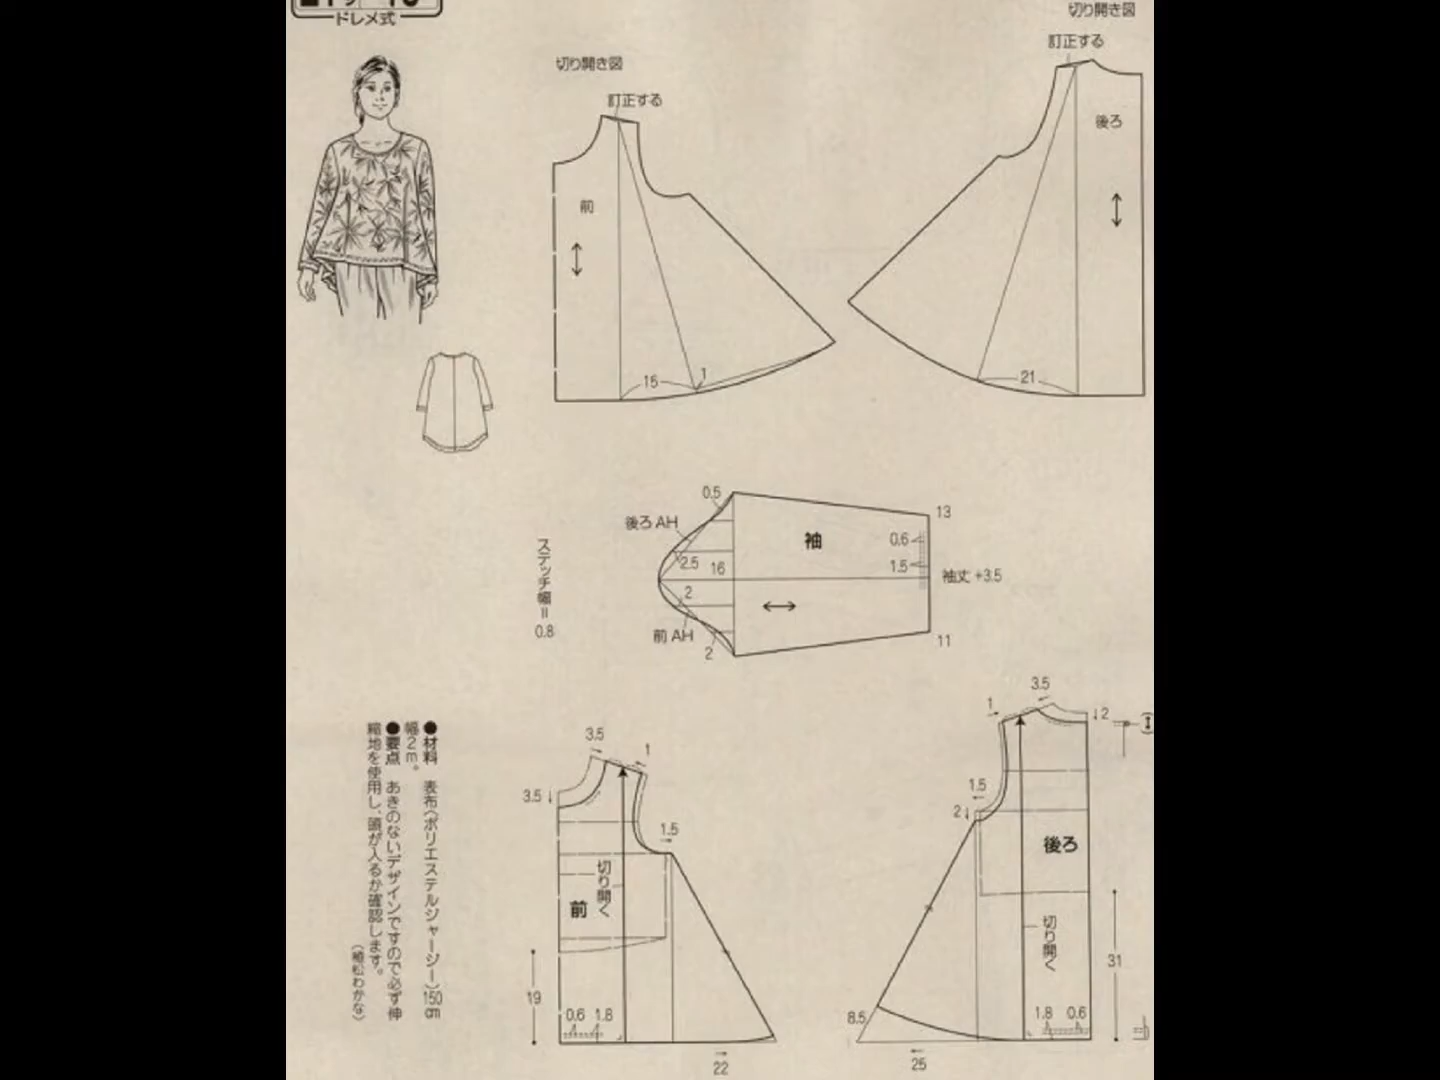 ドレメ式
切り開き図
訂正する
前
15
1
切り開き図
訂正する
後ろ
21
0.5
後ろAH
2.5
16
袖
13
0.6
1.5
袖丈 +3.5
2
前AH
2
11
ステッチ幅=0.8
3.5
1
3.5
1.5
切り開く
前
19
0.6
1.8
22
3.5
1
2
1.5
2
後ろ
切り開く
31
8.5
1.8
0.6
25
●材料 表布(ポリエステルジャージー)150cm
幅2m。
●要点 あきのないデザインですので必ず伸
縮地を使用し、頭が入るか確認します。
(植松わかな)